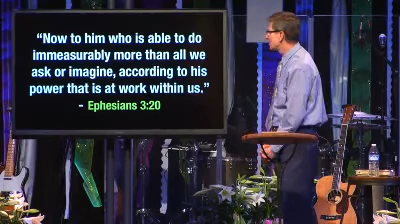 “Now to him who is able to do
immeasurably more than all we
ask or imagine, according to his
power that is at work within us.”
- Ephesians 3:20